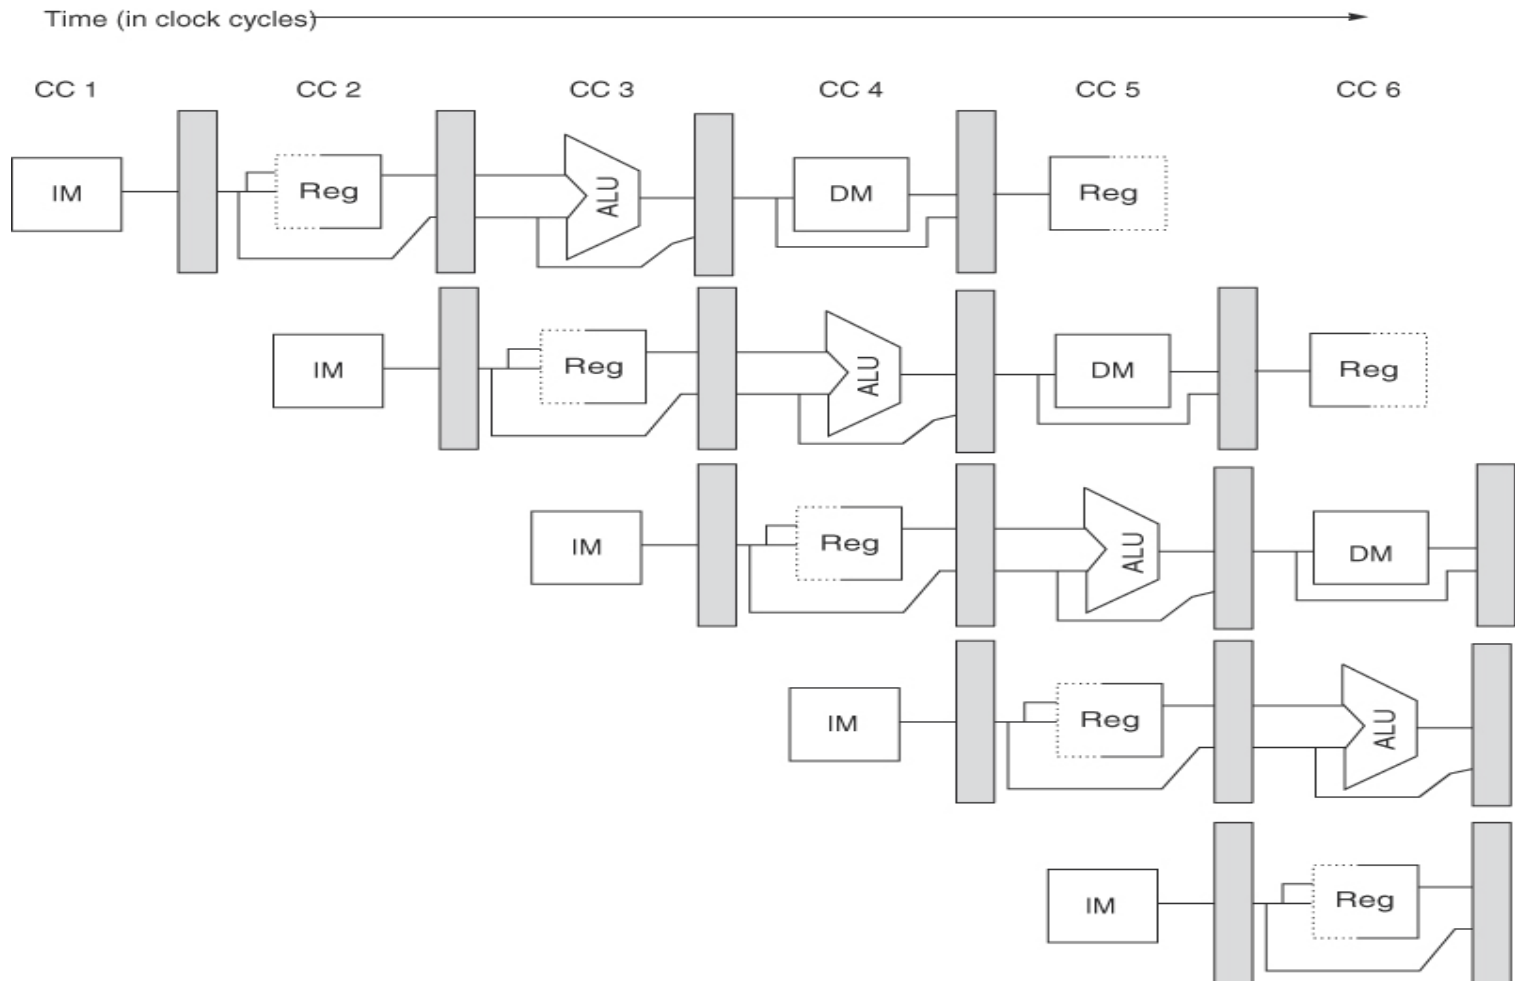 Time (in clock cycles)
CC 1 CC 2 CC 3 CC 4 CC 5 CC 6
IM Reg ALU DM Reg
IM Reg ALU DM Reg
IM Reg ALU DM
IM Reg ALU
IM Reg